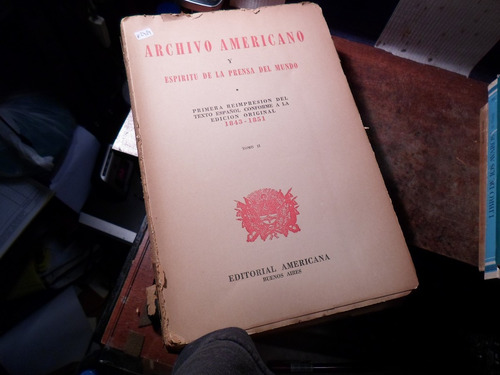 ARCHIVO AMERICANO
Y
ESPIRITU DE LA PRENSA DEL MUNDO
PRIMERA REIMPRESION DEL
TEXTO ESPAÑOL CONFORME A LA
EDICION ORIGINAL
1843-1851
TOMO II
EDITORIAL AMERICANA
BUENOS AIRES